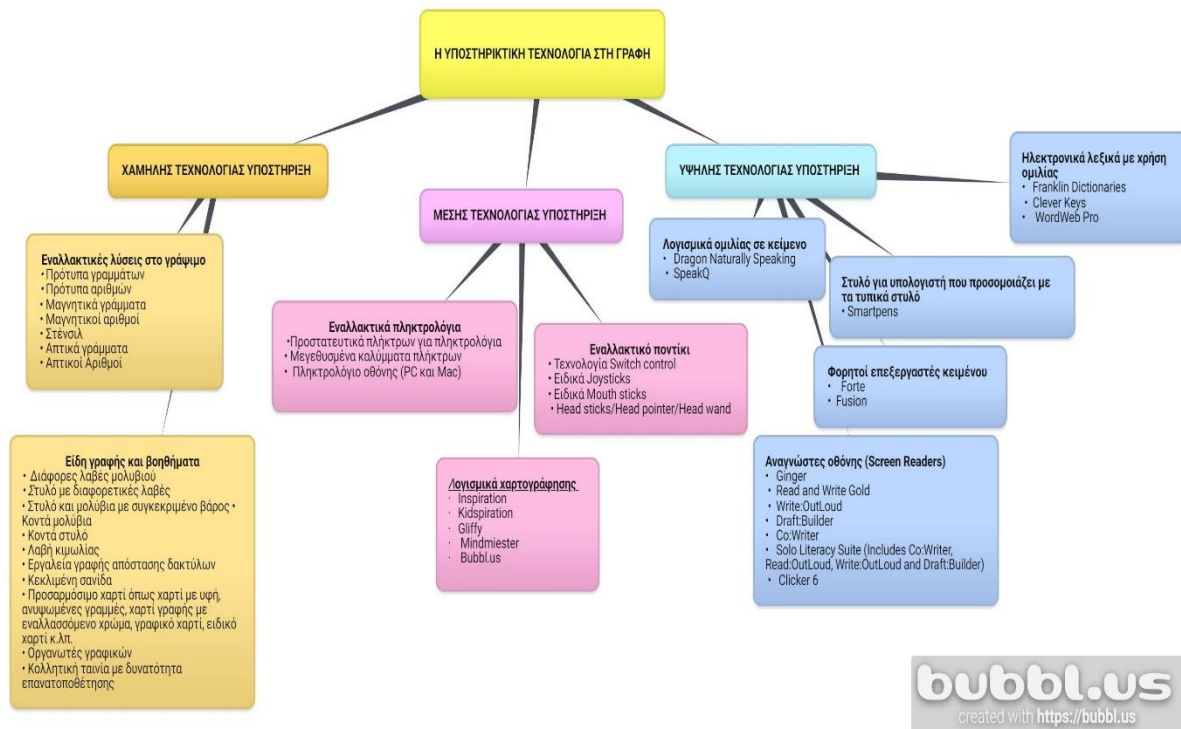 Η ΥΠΟΣΤΗΡΙΚΤΙΚΗ ΤΕΧΝΟΛΟΓΙΑ ΣΤΗ ΓΡΑΦΗ
ΧΑΜΗΛΗΣ ΤΕΧΝΟΛΟΓΙΑΣ ΥΠΟΣΤΗΡΙΞΗ
Εναλλακτικές λύσεις στο γράψιμο
• Πρότυπα γραμμάτων
• Πρότυπα αριθμών
• Μαγνητικά γράμματα
• Μαγνητικοί αριθμοί
• Στένσιλ
• Απτικά γράμματα
• Απτικοί Αριθμοί
Είδη γραφής και βοηθήματα
• Διάφορες λαβές μολυβιού
• Στυλό με διαφορετικές λαβές
• Στυλό και μολύβια με συγκεκριμένο βάρος •
Κοντά μολύβια
• Κοντά στυλό
• Λαβή κιμωλίας
• Εργαλεία γραφής απόστασης δακτύλων
• Κεκλιμένη σανίδα
• Προσαρμόσιμο χαρτί όπως χαρτί με υφή,
ανυψωμένες γραμμές, χαρτί γραφής με
εναλλασσόμενο χρώμα, γραφικό χαρτί, ειδικό
χαρτί κ.λπ.
• Οργανωτές γραφικών
• Κολλητική ταινία με δυνατότητα
επανατοποθέτησης
ΜΕΣΗΣ ΤΕΧΝΟΛΟΓΙΑΣ ΥΠΟΣΤΗΡΙΞΗ
Εναλλακτικά πληκτρολόγια
• Προστατευτικά πλήκτρων για πληκτρολόγια
• Μεγεθυσμένα καλύμματα πλήκτρων
• Πληκτρολόγιο οθόνης (PC και Mac)
Εναλλακτικό ποντίκι
• Τεχνολογία Switch control
• Ειδικά Joysticks
• Ειδικά Mouth sticks
• Head sticks/Head pointer/Head wand
Λογισμικά χαρτογράφησης
· Inspiration
· Kidspiration
· Gliffy
· Mindmiester
· Bubbl.us
ΥΨΗΛΗΣ ΤΕΧΝΟΛΟΓΙΑΣ ΥΠΟΣΤΗΡΙΞΗ
Λογισμικά ομιλίας σε κείμενο
• Dragon Naturally Speaking
• SpeakQ
Ηλεκτρονικά λεξικά με χρήση
ομιλίας
• Franklin Dictionaries
• Clever Keys
• WordWeb Pro
Στυλό για υπολογιστή που προσομοιάζει με
τα τυπικά στυλό
• Smartpens
Φορητοί επεξεργαστές κειμένου
• Forte
• Fusion
Αναγνώστες οθόνης (Screen Readers)
• Ginger
• Read and Write Gold
• Write:OutLoud
• Draft:Builder
• Co:Writer
• Solo Literacy Suite (Includes Co:Writer,
Read:OutLoud, Write:OutLoud and Draft:Builder)
• Clicker 6
bubbl.us
created with https://bubbl.us